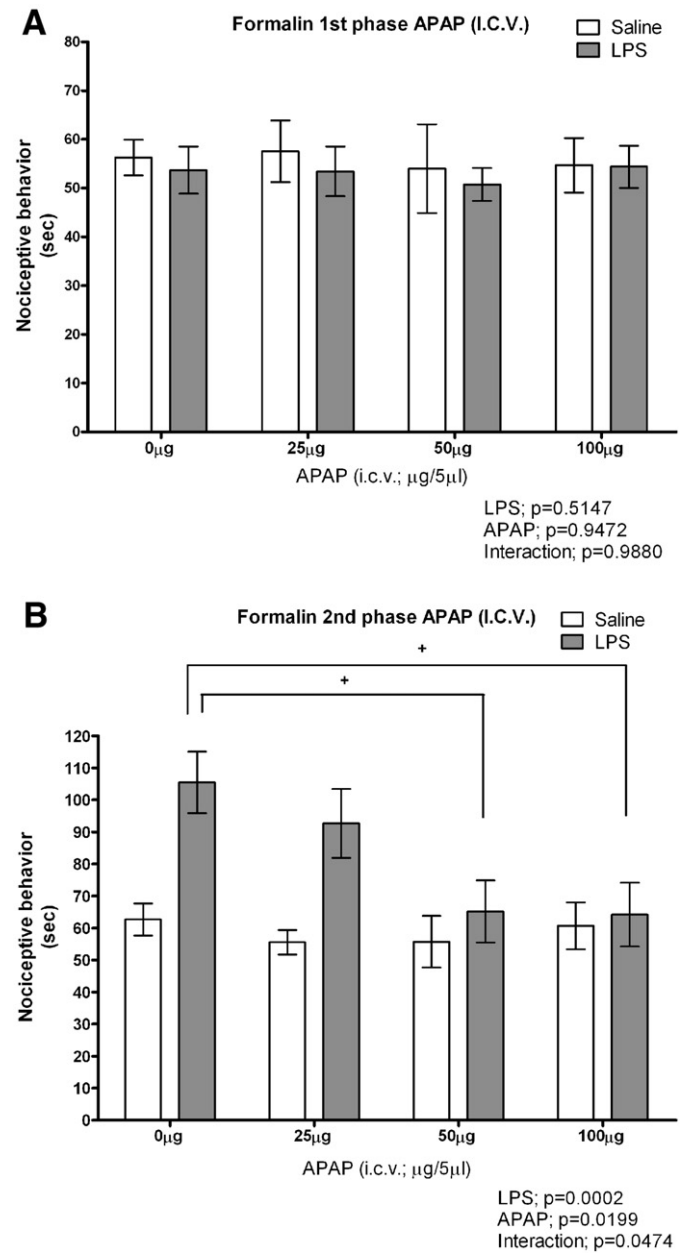 A
Formalin 1st phase APAP (I.C.V.)
Saline
LPS
Nociceptive behavior
(sec)
80
70
60
50
40
30
20
10
0
0μg 25μg 50μg 100μg
APAP (i.c.v.; μg/5μl)
LPS; p=0.5147
APAP; p=0.9472
Interaction; p=0.9880
B
Formalin 2nd phase APAP (I.C.V.)
Saline
LPS
+
+
Nociceptive behavior
(sec)
120
110
100
90
80
70
60
50
40
30
20
10
0
0μg 25μg 50μg 100μg
APAP (i.c.v.; μg/5μl)
LPS; p=0.0002
APAP; p=0.0199
Interaction; p=0.0474